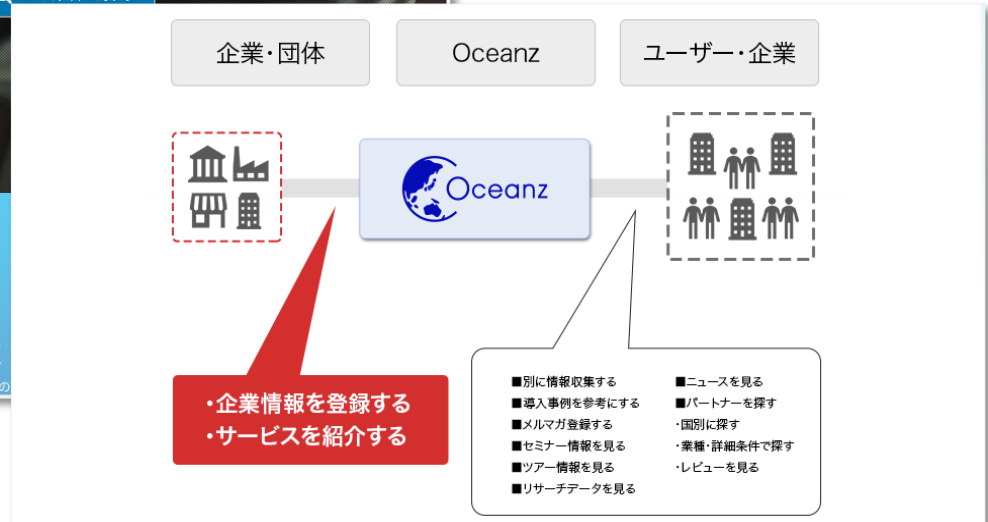 企業・団体
Oceanz
ユーザー・企業
Oceanz
・企業情報を登録する
・サービスを紹介する
■別に情報収集する
■導入事例を参考にする
■メルマガ登録する
■セミナー情報を見る
■ツアー情報を見る
■リサーチデータを見る
■ニュースを見る
■パートナーを探す
・国別に探す
・業種・詳細条件で探す
・レビューを見る
の